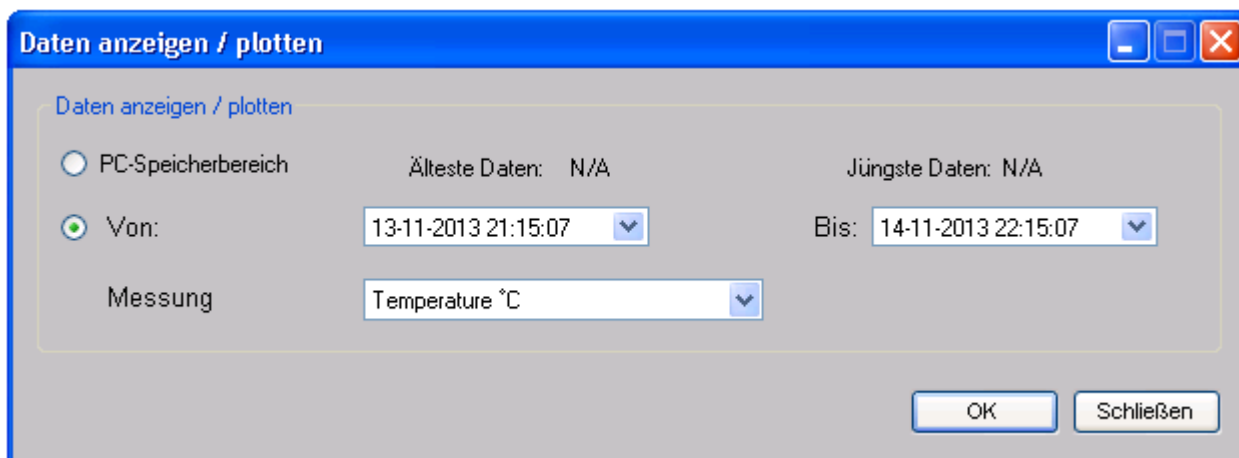 Daten anzeigen / plotten
Daten anzeigen / plotten
PC-Speicherbereich Älteste Daten: N/A Jüngste Daten: N/A
Von: 13-11-2013 21:15:07 Bis: 14-11-2013 22:15:07
Messung Temperature °C
OK Schließen